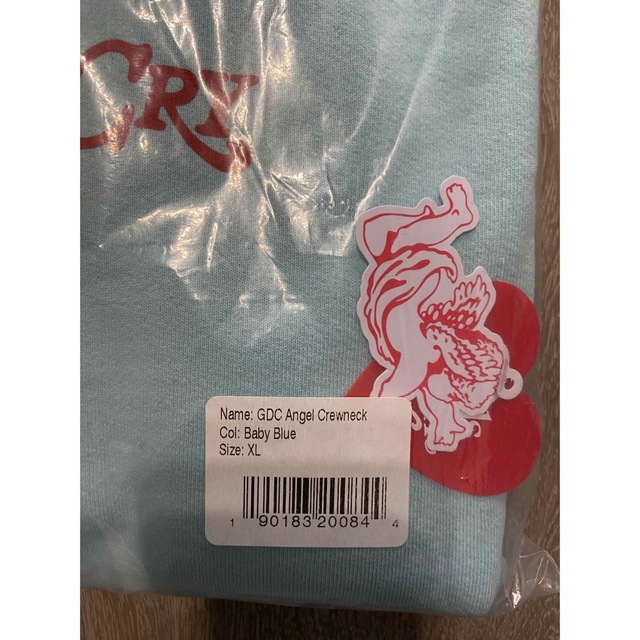 CRY
Name: GDC Angel Crewneck
Col: Baby Blue
Size: XL
1 90183 20084 4